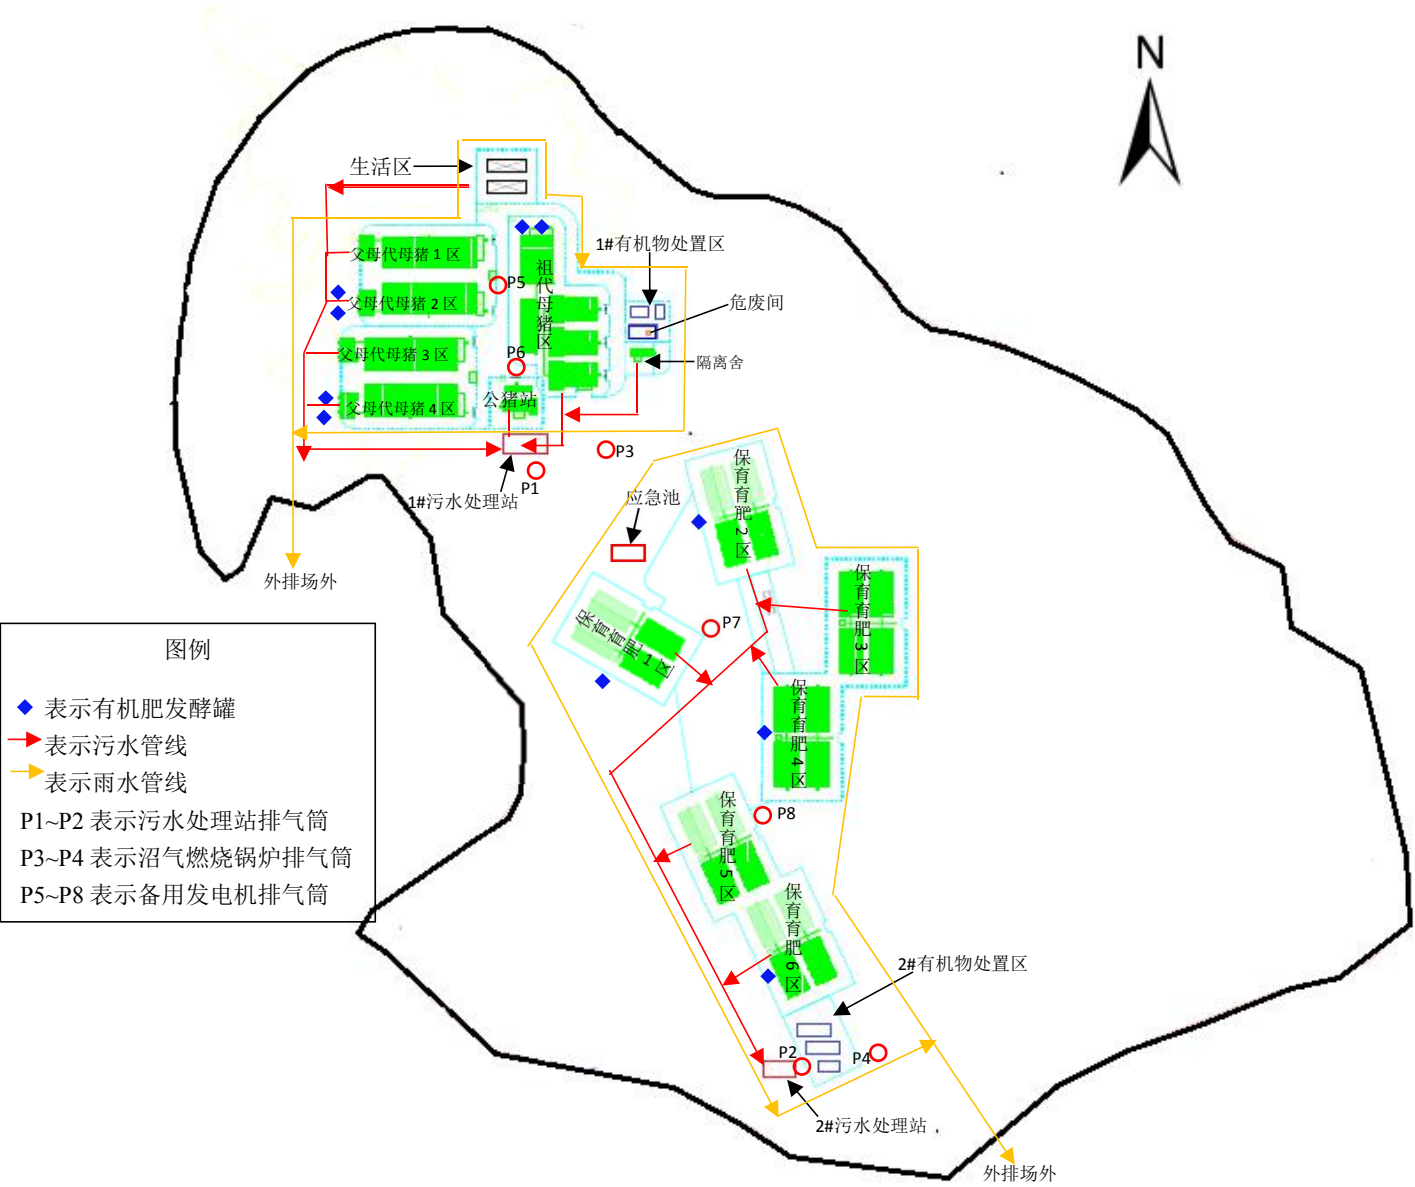 N
生活区
1#有机物处置区
父母代母猪 1 区
P5
祖代母猪区
父母代母猪 2 区
危废间
父母代母猪 3 区
P6
隔离舍
公猪站
父母代母猪 4 区
P3
P1
1#污水处理站
应急池
保育育肥 2 区
外排场外
保育育肥 3 区
保育育肥 1 区
P7
保育育肥 4 区
保育育肥 5 区
P8
保育育肥 6 区
2#有机物处置区
P2
P4
2#污水处理站
外排场外
图例
表示有机肥发酵罐
表示污水管线
表示雨水管线
P1~P2 表示污水处理站排气筒
P3~P4 表示沼气燃烧锅炉排气筒
P5~P8 表示备用发电机排气筒